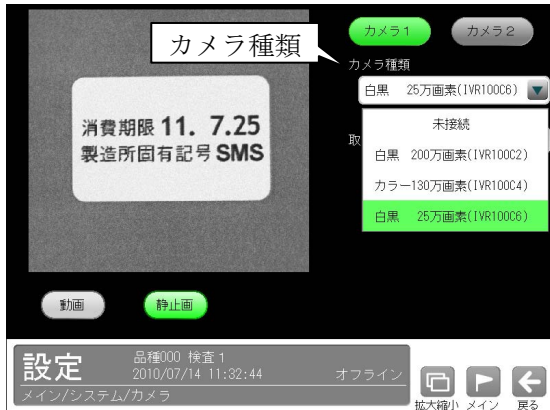 カメラ種類
カメラ1
カメラ2
カメラ種類
白黒 25万画素(IVR100C6)
未接続
取
白黒 200万画素(IVR100C2)
カラー130万画素(IVR100C4)
白黒 25万画素(IVR100C6)
消費期限 11. 7.25
製造所固有記号 SMS
動画
静止画
設定
品種000 検査1
2010/07/14 11:32:44
オフライン
メイン/システム/カメラ
拡大縮小
メイン
戻る